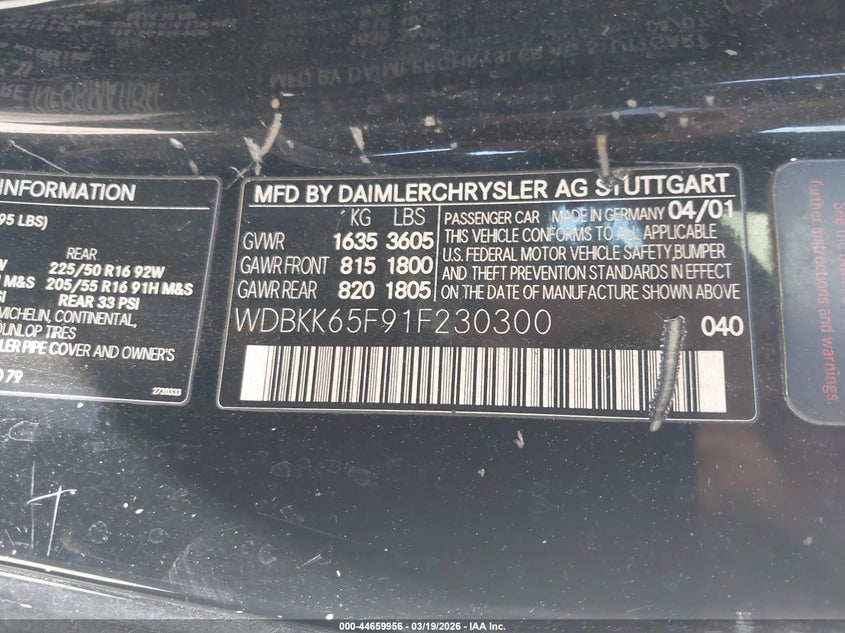 INFORMATION
95 LBS)
REAR
225/50 R16 92W
M&S 205/55 R16 91H M&S
REAR 33 PSI
MICHELIN, CONTINENTAL,
DUNLOP TIRES
PIPE COVER AND OWNER'S
79
2730333
MFD BY DAIMLERCHRYSLER AG STUTTGART
KG LBS
GVWR 1635 3605
GAWR FRONT 815 1800
GAWR REAR 820 1805
PASSENGER CAR MADE IN GERMANY 04/01
THIS VEHICLE CONFORMS TO ALL APPLICABLE
U.S. FEDERAL MOTOR VEHICLE SAFETY,BUMPER
AND THEFT PREVENTION STANDARDS IN EFFECT
ON THE DATE OF MANUFACTURE SHOWN ABOVE
WDBKK65F91F230300
040
further instructions and warnings.
000-44659956 - 03/19/2026 - IAA Inc.